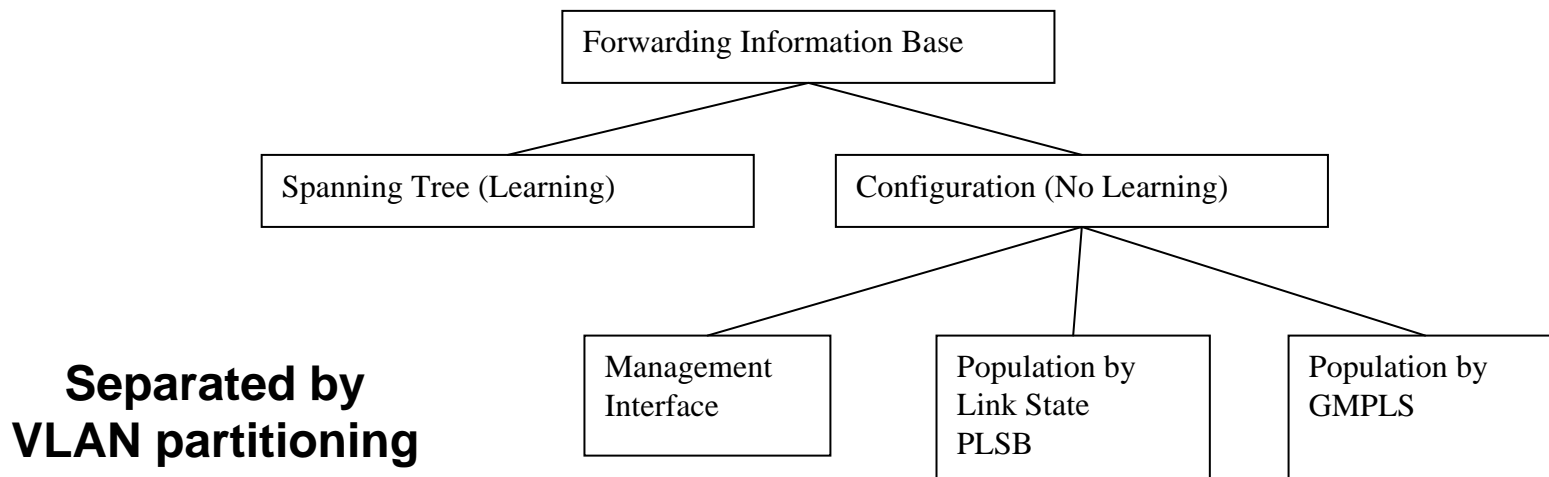 Forwarding Information Base
Spanning Tree (Learning)
Configuration (No Learning)
Management
Interface
Population by
Link State
PLSB
Population by
GMPLS
Separated by
VLAN partitioning